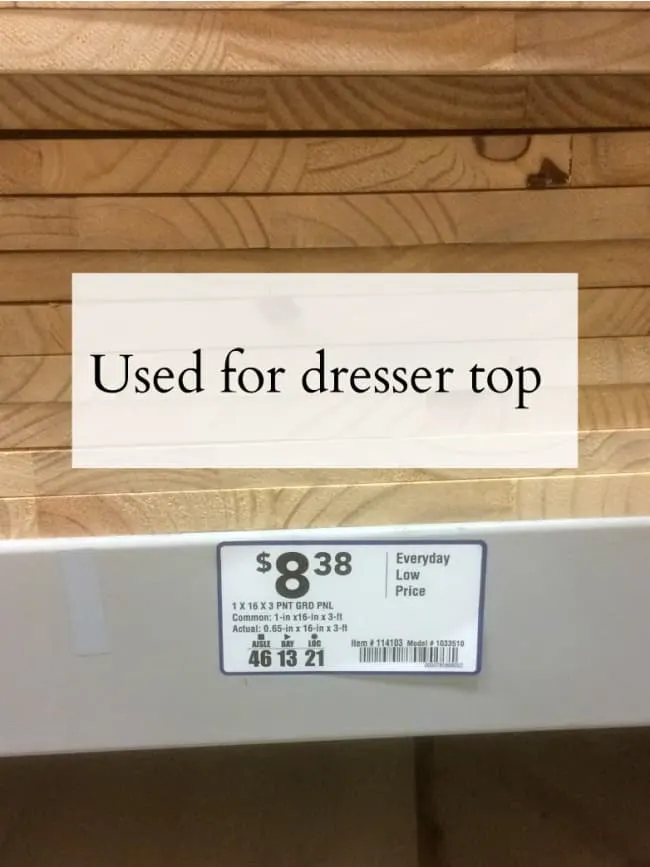 Used for dresser top
$8.38
Everyday
Low
Price
1 X 16 X 3 PNT GRD PNL
Common: 1-in x16-in x 3-ft
Actual: 0.65-in x 16-in x 3-ft
AISLE BAY LOC
46 13 21
Item # 114103 Model # 1033510